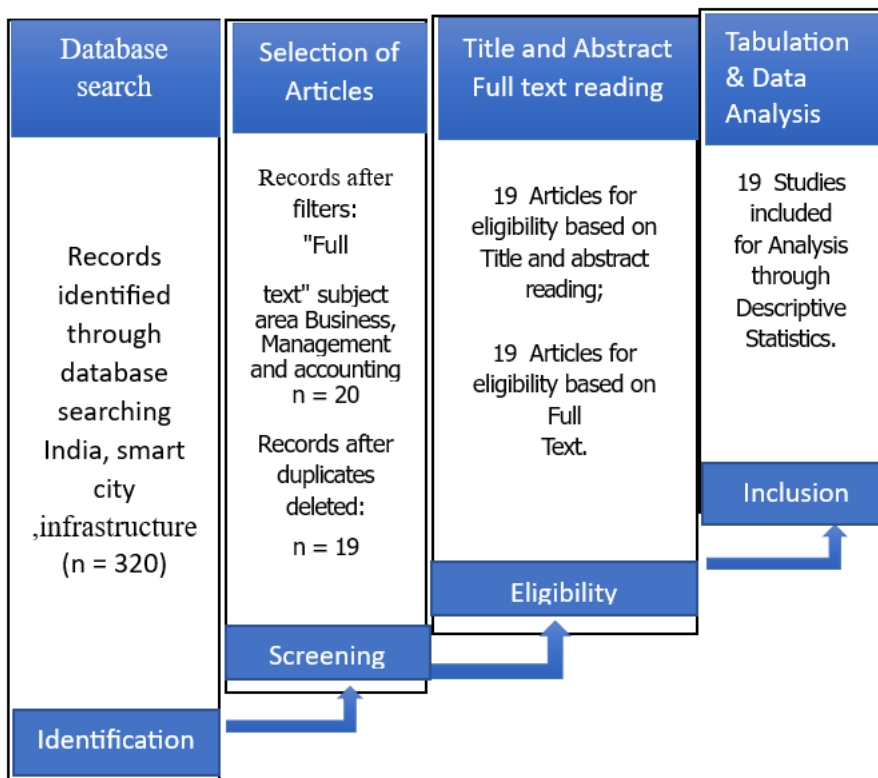 Database
search
Records
identified
through
database
searching
India, smart
city
,infrastructure
(n = 320)
Identification
Selection of
Articles
Records after
filters:
"Full
text" subject
area Business,
Management
and accounting
n = 20
Records after
duplicates
deleted:
n = 19
Screening
Title and Abstract
Full text reading
19 Articles for
eligibility based on
Title and abstract
reading;
19 Articles for
eligibility based on
Full
Text.
Eligibility
Tabulation
& Data
Analysis
19 Studies
included
for Analysis
through
Descriptive
Statistics.
Inclusion